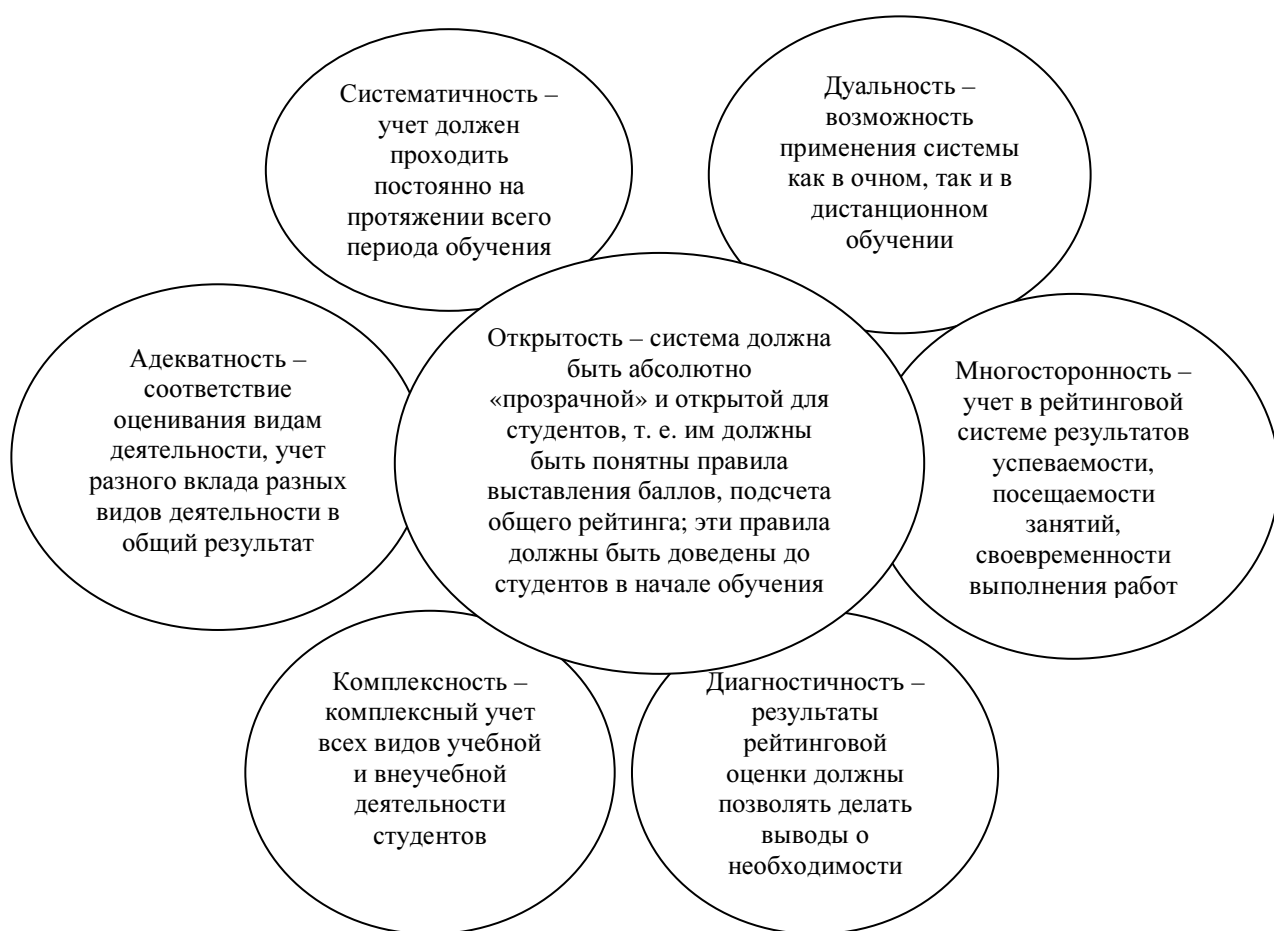 Систематичность –
учет должен
проходить
постоянно на
протяжении всего
периода обучения
Дуальность –
возможность
применения системы
как в очном, так и в
дистанционном
обучении
Адекватность –
соответствие
оценивания видам
деятельности, учет
разного вклада разных
видов деятельности в
общий результат
Открытость – система должна
быть абсолютно
«прозрачной» и открытой для
студентов, т. е. им должны
быть понятны правила
выставления баллов, подсчета
общего рейтинга; эти правила
должны быть доведены до
студентов в начале обучения
Многосторонность –
учет в рейтинговой
системе результатов
успеваемости,
посещаемости
занятий,
своевременности
выполнения работ
Комплексность –
комплексный учет
всех видов учебной
и внеучебной
деятельности
студентов
Диагностичностъ –
результаты
рейтинговой
оценки должны
позволять делать
выводы о
необходимости